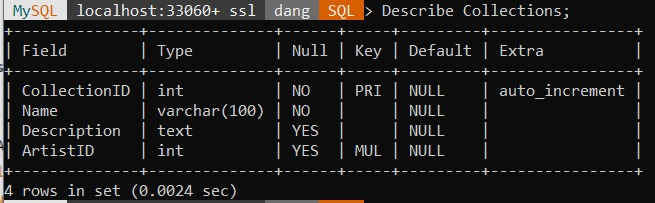 MySQL localhost:33060+ ssl dang SQL > Describe Collections;
+--------------+--------------+------+-----+---------+----------------+
| Field        | Type         | Null | Key | Default | Extra          |
+--------------+--------------+------+-----+---------+----------------+
| CollectionID | int          | NO   | PRI | NULL    | auto_increment |
| Name         | varchar(100) | NO   |     | NULL    |                |
| Description  | text         | YES  |     | NULL    |                |
| ArtistID     | int          | YES  | MUL | NULL    |                |
+--------------+--------------+------+-----+---------+----------------+
4 rows in set (0.0024 sec)